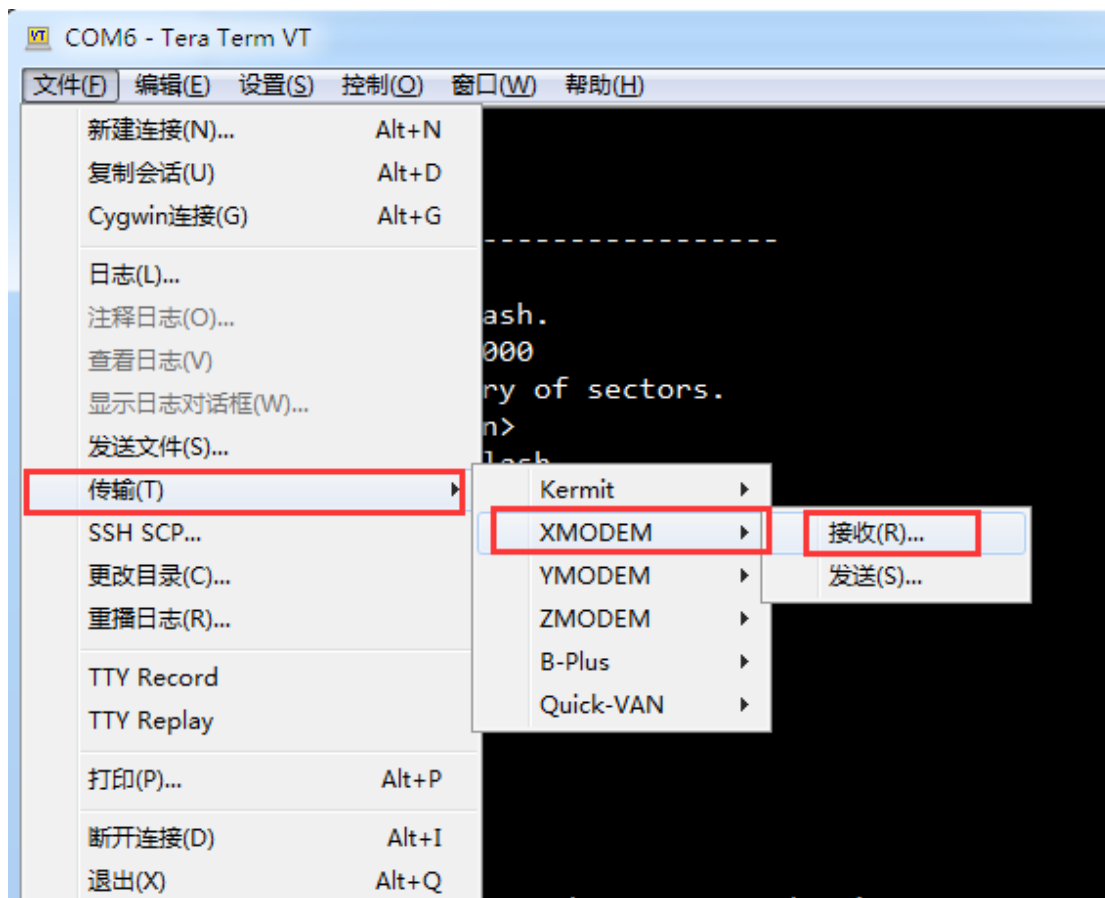 COM6 - Tera Term VT
文件(F) 编辑(E) 设置(S) 控制(O) 窗口(W) 帮助(H)
新建连接(N)... Alt+N
复制会话(U) Alt+D
Cygwin连接(G) Alt+G
-----------------
日志(L)...
注释日志(O)...
ash.
查看日志(V)
000
显示日志对话框(W)...
ry of sectors.
发送文件(S)...
n>
传输(T)
Kermit
SSH SCP...
XMODEM
接收(R)...
更改目录(C)...
YMODEM
发送(S)...
重播日志(R)...
ZMODEM
B-Plus
TTY Record
Quick-VAN
TTY Replay
打印(P)... Alt+P
断开连接(D) Alt+I
退出(X) Alt+Q